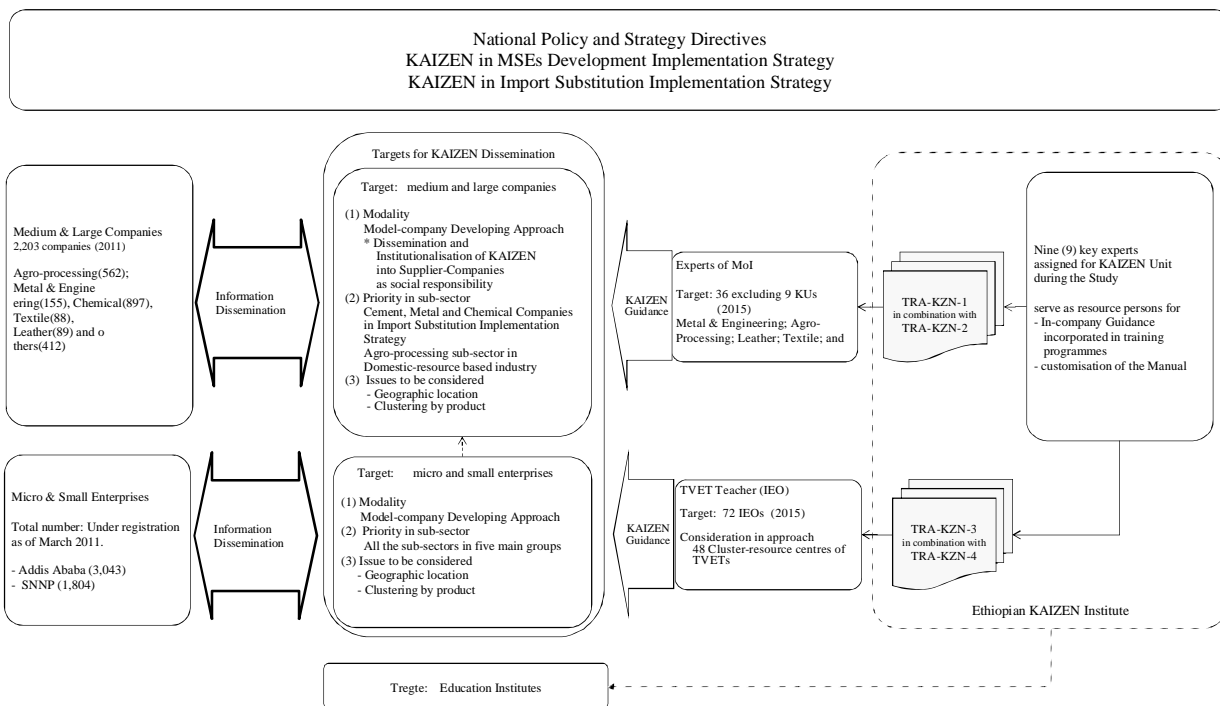 National Policy and Strategy Directives
KAIZEN in MSEs Development Implementation Strategy
KAIZEN in Import Substitution Implementation Strategy
Medium & Large Companies
2,203 companies (2011)
Agro-processing(562);
Metal & Engine
ering(155), Chemical(897),
Textile(88),
Leather(89) and o
thers(412)
Information
Dissemination
Targets for KAIZEN Dissemination
Target: medium and large companies
(1) Modality
Model-company Developing Approach
* Dissemination and
Institutionalisation of KAIZEN
into Supplier-Companies
as social responsibility
(2) Priority in sub-sector
Cement, Metal and Chemical Companies
in Import Substitution Implementation
Strategy
Agro-processing sub-sector in
Domestic-resource based industry
(3) Issues to be considered
- Geographic location
- Clustering by product
KAIZEN
Guidance
Experts of MoI
Target: 36 excluding 9 KUs
(2015)
Metal & Engineering; Agro-
Processing; Leather; Textile; and
TRA-KZN-1
in combination with
TRA-KZN-2
Nine (9) key experts
assigned for KAIZEN Unit
during the Study
serve as resource persons for
- In-company Guidance
incorporated in training
programmes
- customisation of the Manual
Micro & Small Enterprises
Total number: Under registration
as of March 2011.
- Addis Ababa (3,043)
- SNNP (1,804)
Information
Dissemination
Target: micro and small enterprises
(1) Modality
Model-company Developing Approach
(2) Priority in sub-sector
All the sub-sectors in five main groups
(3) Issue to be considered
- Geographic location
- Clustering by product
KAIZEN
Guidance
TVET Teacher (IEO)
Target: 72 IEOs (2015)
Consideration in approach
48 Cluster-resource centres of
TVETs
TRA-KZN-3
in combination with
TRA-KZN-4
Ethiopian KAIZEN Institute
Tregte: Education Institutes